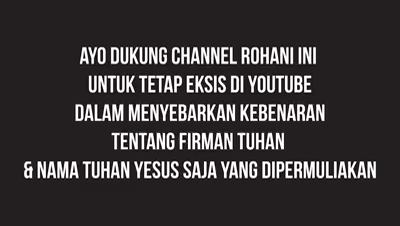 AYO DUKUNG CHANNEL ROHANI INI
UNTUK TETAP EKSIS DI YOUTUBE
DALAM MENYEBARKAN KEBENARAN
TENTANG FIRMAN TUHAN
& NAMA TUHAN YESUS SAJA YANG DIPERMULIAKAN